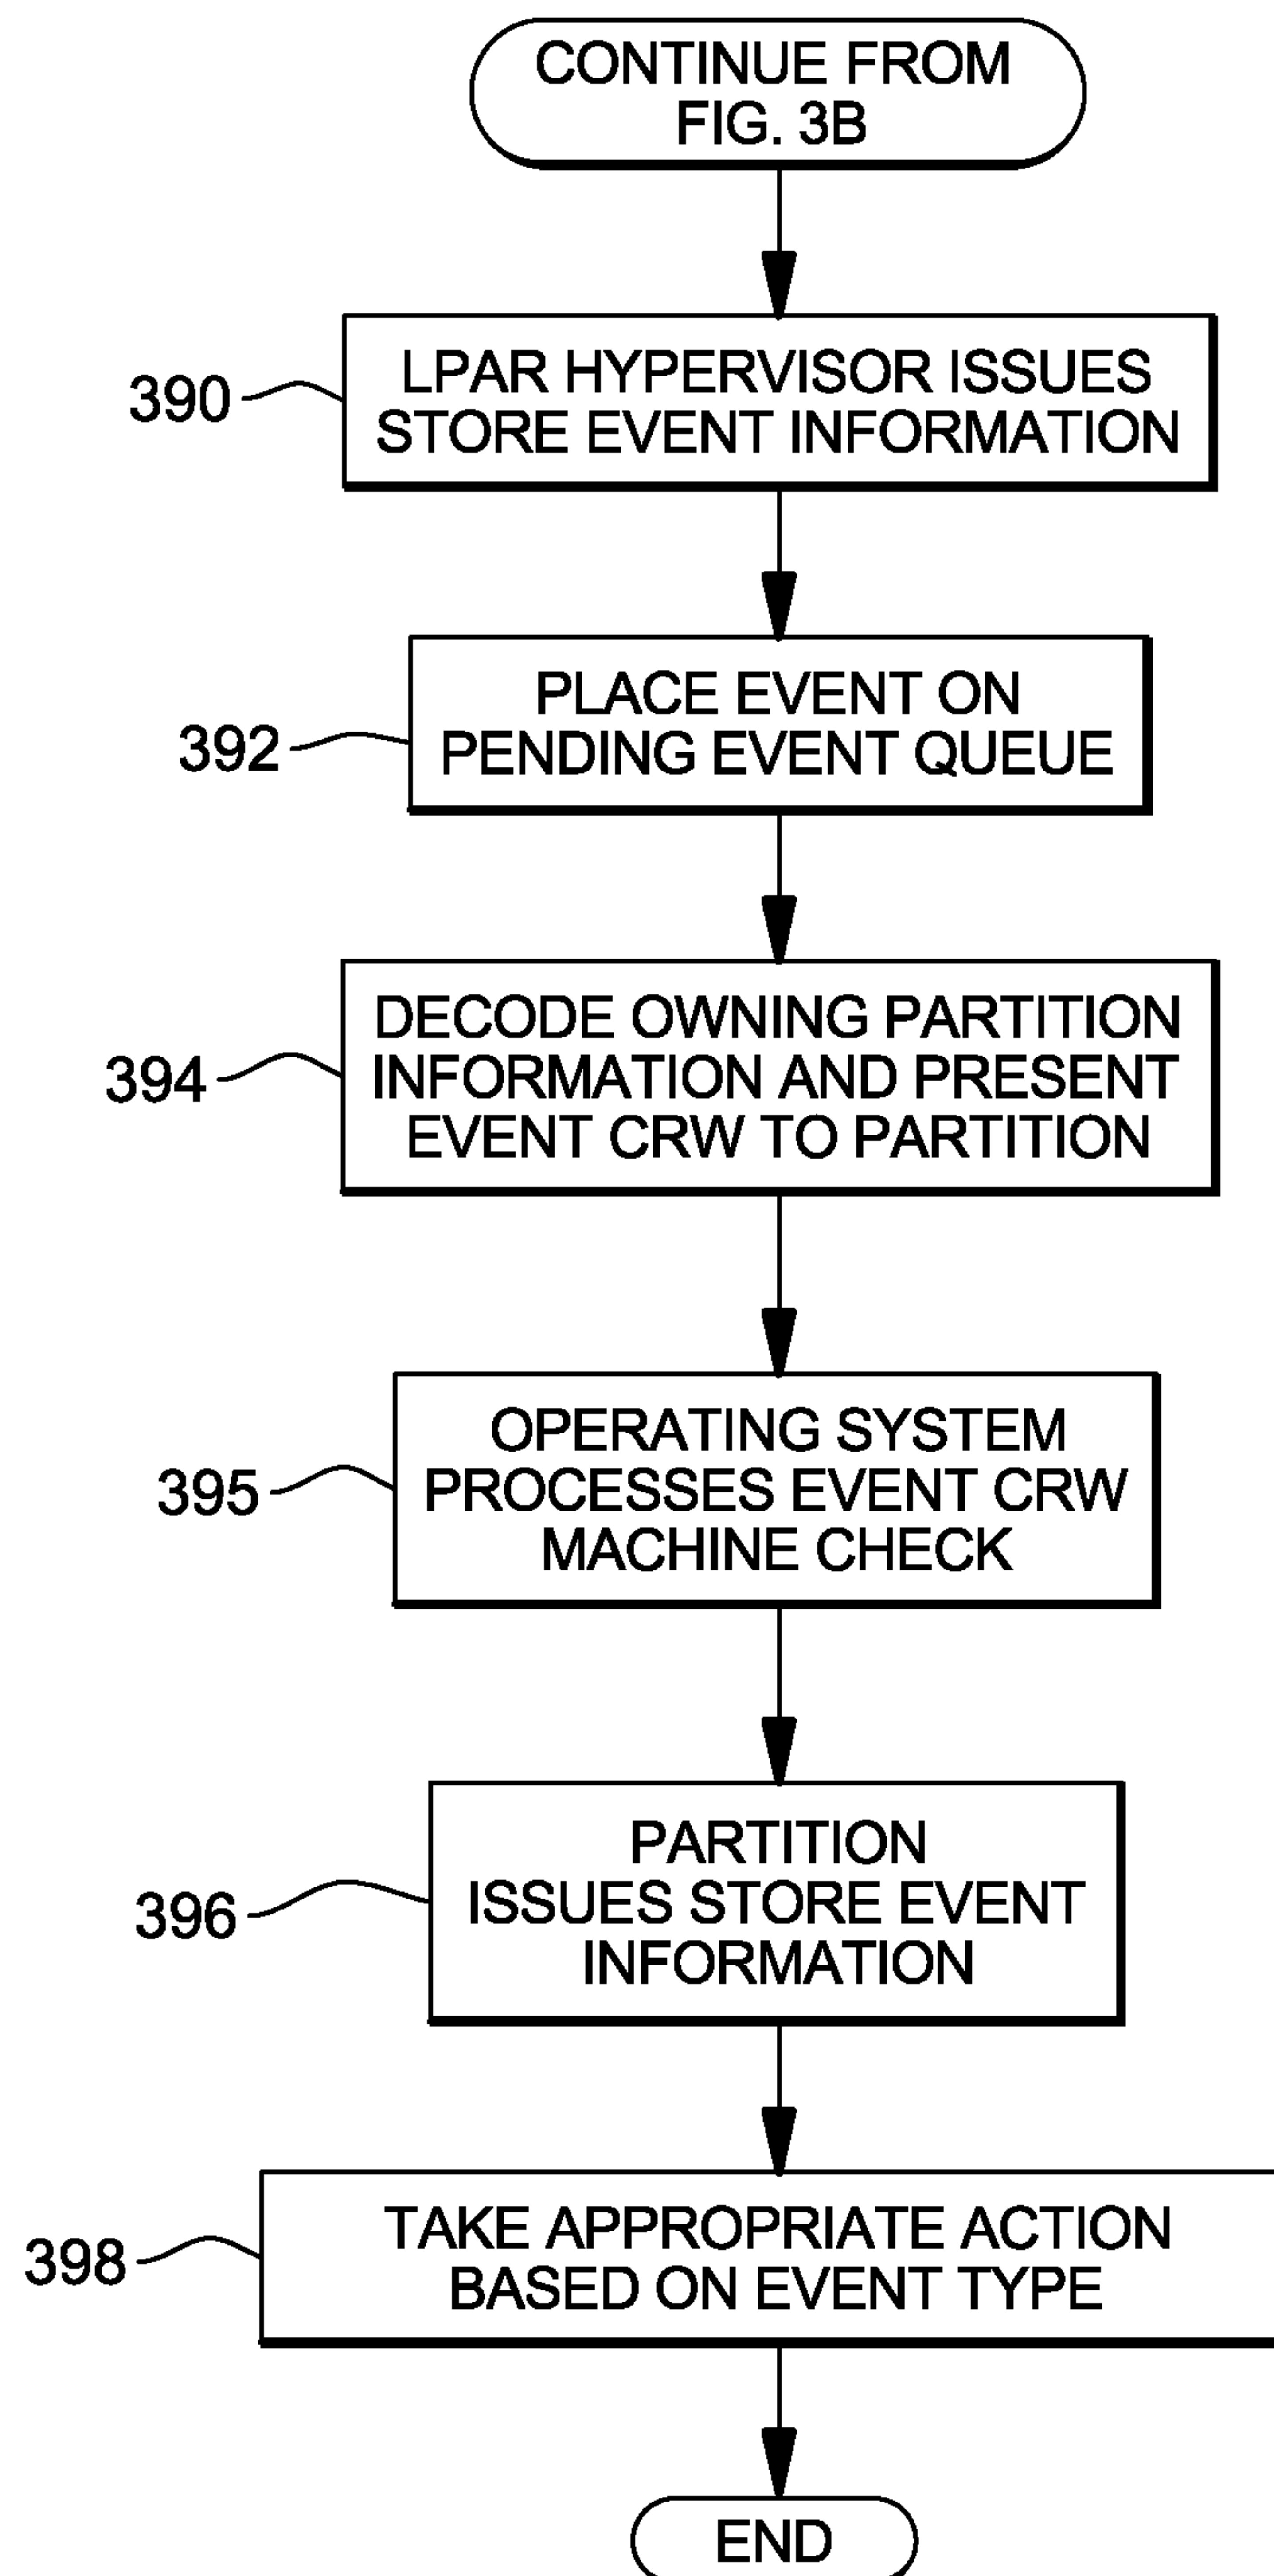 CONTINUE FROM
FIG. 3B
390
LPAR HYPERVISOR ISSUES
STORE EVENT INFORMATION
392
PLACE EVENT ON
PENDING EVENT QUEUE
394
DECODE OWNING PARTITION
INFORMATION AND PRESENT
EVENT CRW TO PARTITION
395
OPERATING SYSTEM
PROCESSES EVENT CRW
MACHINE CHECK
396
PARTITION
ISSUES STORE EVENT
INFORMATION
398
TAKE APPROPRIATE ACTION
BASED ON EVENT TYPE
END